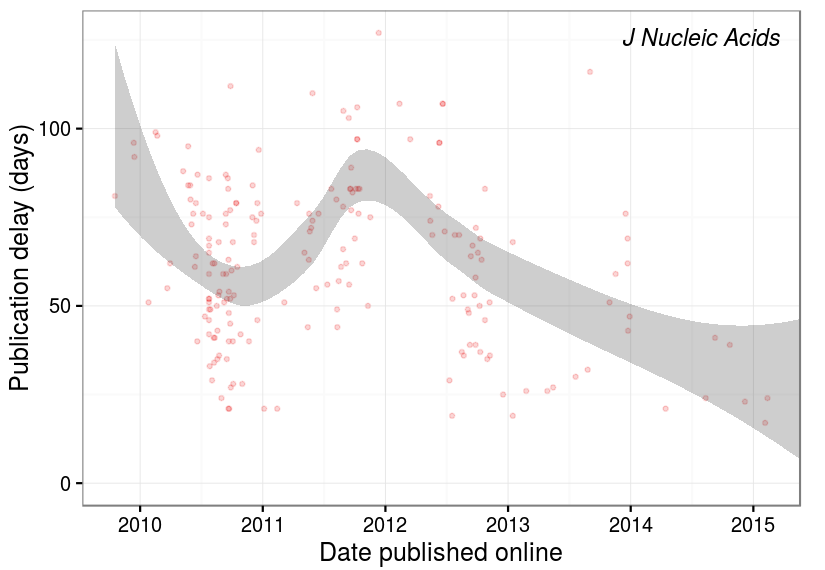 J Nucleic Acids
Publication delay (days)
100
50
0
2010 2011 2012 2013 2014 2015
Date published online